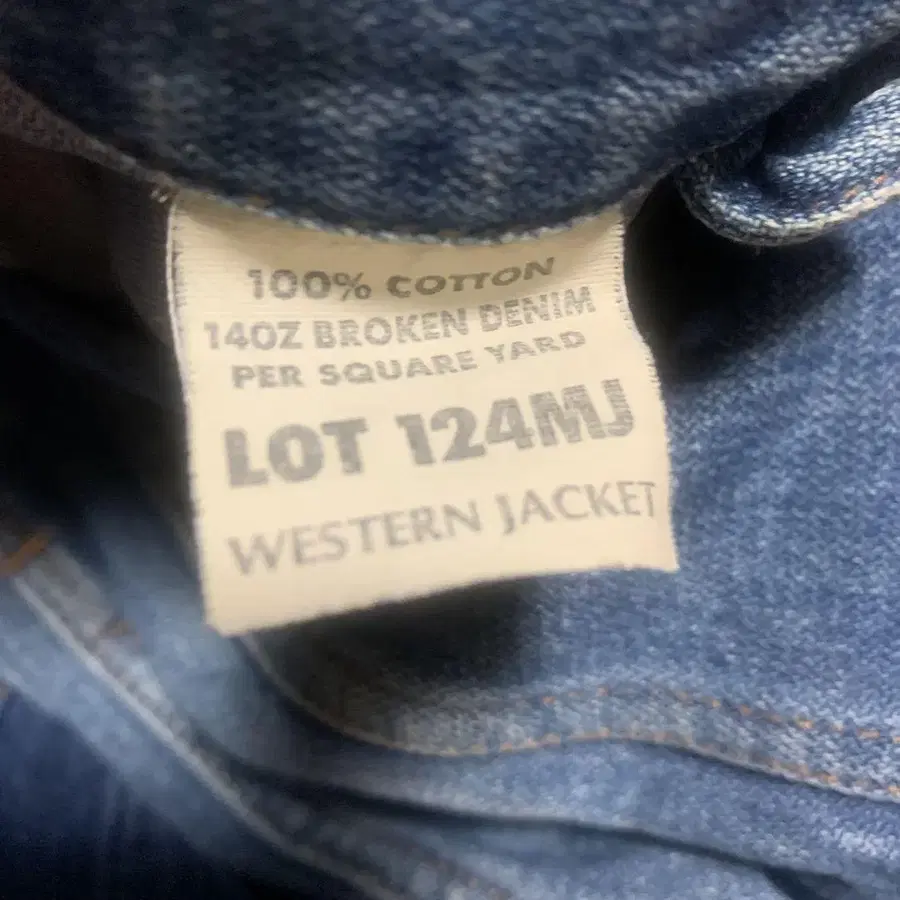 100% COTTON
14OZ BROKEN DENIM
PER SQUARE YARD
LOT 124MJ
WESTERN JACKET